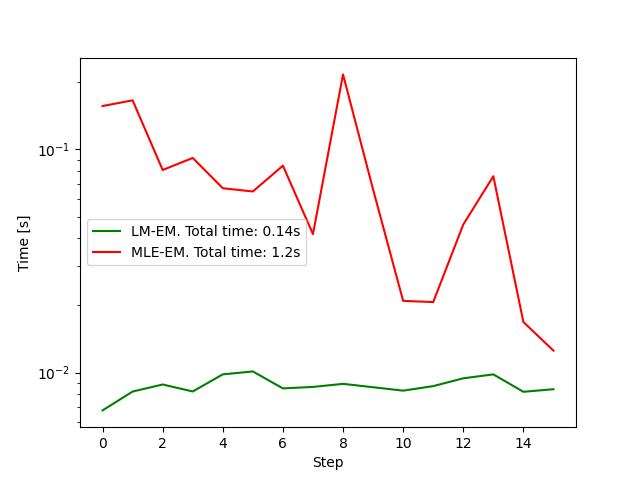 10⁻¹
10⁻²
Time [s]
LM-EM. Total time: 0.14s
MLE-EM. Total time: 1.2s
0 2 4 6 8 10 12 14
Step